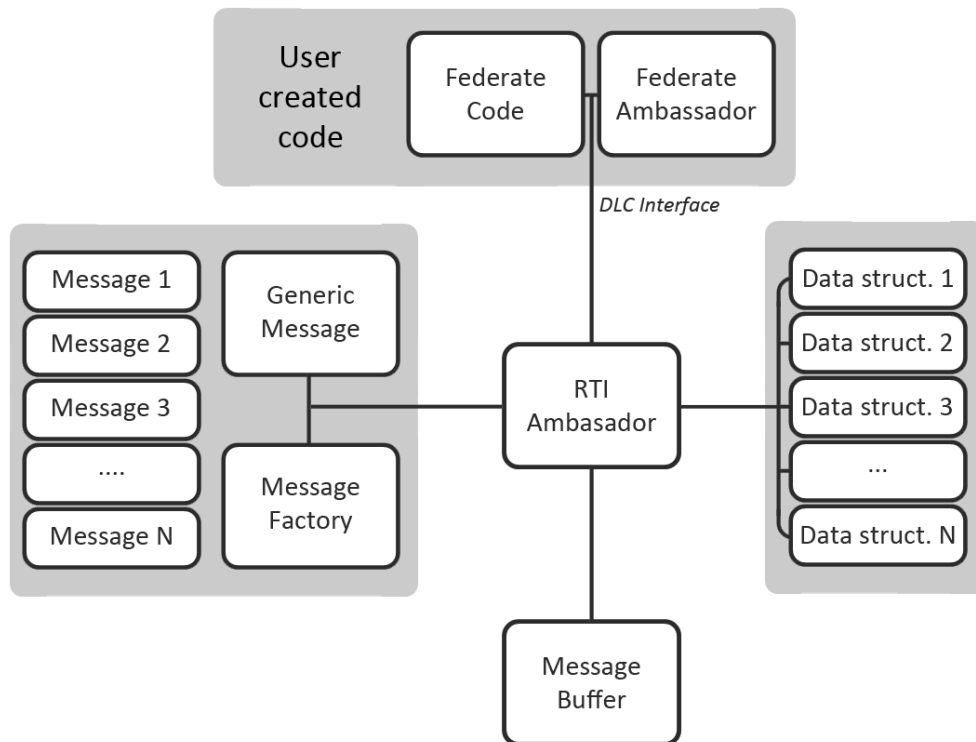 User
created
code
Federate
Code
Federate
Ambassador
DLC Interface
Message 1
Message 2
Message 3
....
Message N
Generic
Message
Message
Factory
RTI
Ambasador
Data struct. 1
Data struct. 2
Data struct. 3
...
Data struct. N
Message
Buffer